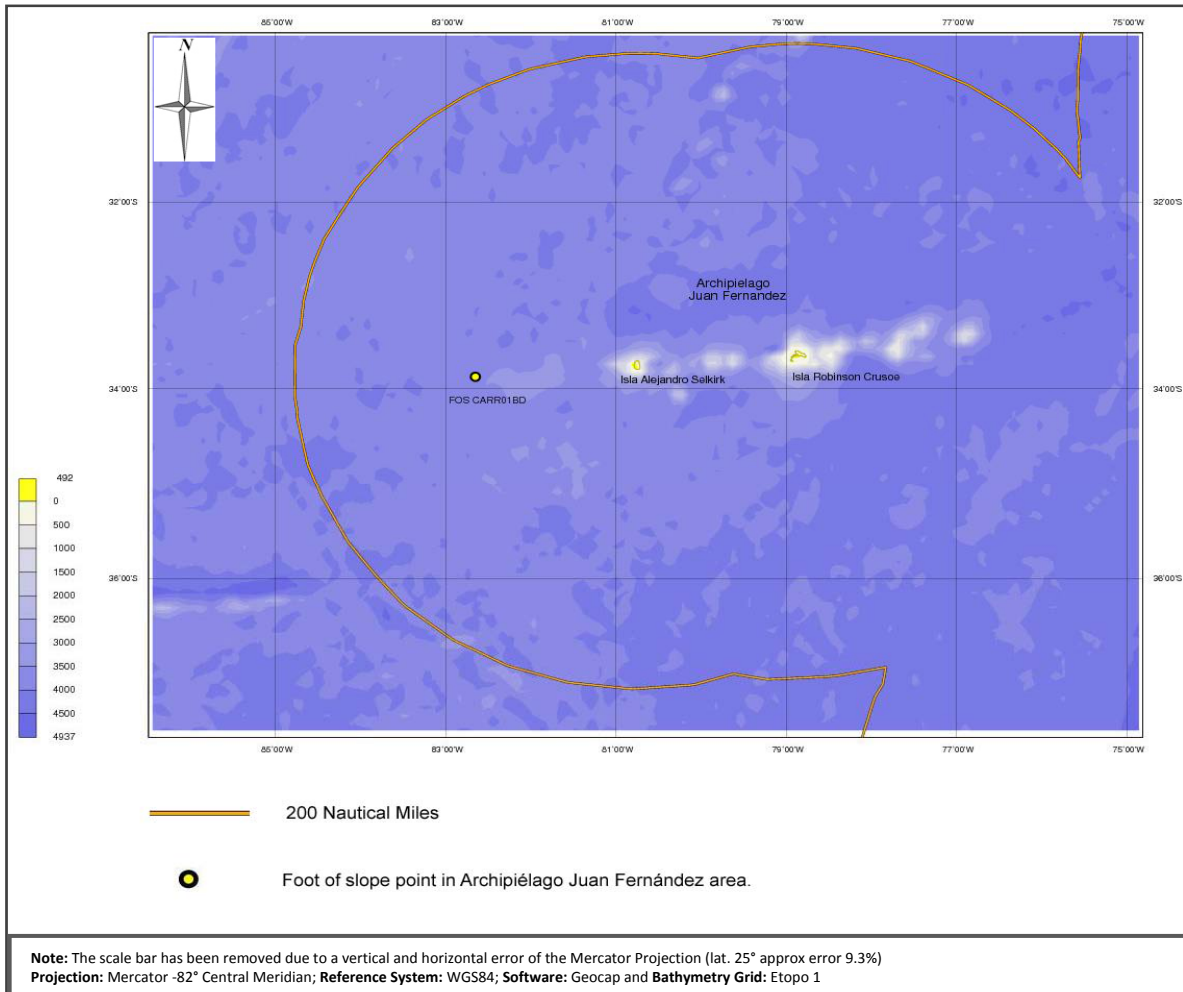 85°00'W 83°00'W 81°00'W 79°00'W 77°00'W 75°00'W
N
32°00'S 32°00'S
Archipielago
Juan Fernandez
Isla Alejandro Selkirk
Isla Robinson Crusoe
34°00'S 34°00'S
FOS CARR01BD
492
0
500
1000
1500
2000
2500
3000
3500
4000
4500
4937
36°00'S 36°00'S
85°00'W 83°00'W 81°00'W 79°00'W 77°00'W 75°00'W
200 Nautical Miles
Foot of slope point in Archipiélago Juan Fernández area.
Note: The scale bar has been removed due to a vertical and horizontal error of the Mercator Projection (lat. 25° approx error 9.3%)
Projection: Mercator -82° Central Meridian; Reference System: WGS84; Software: Geocap and Bathymetry Grid: Etopo 1